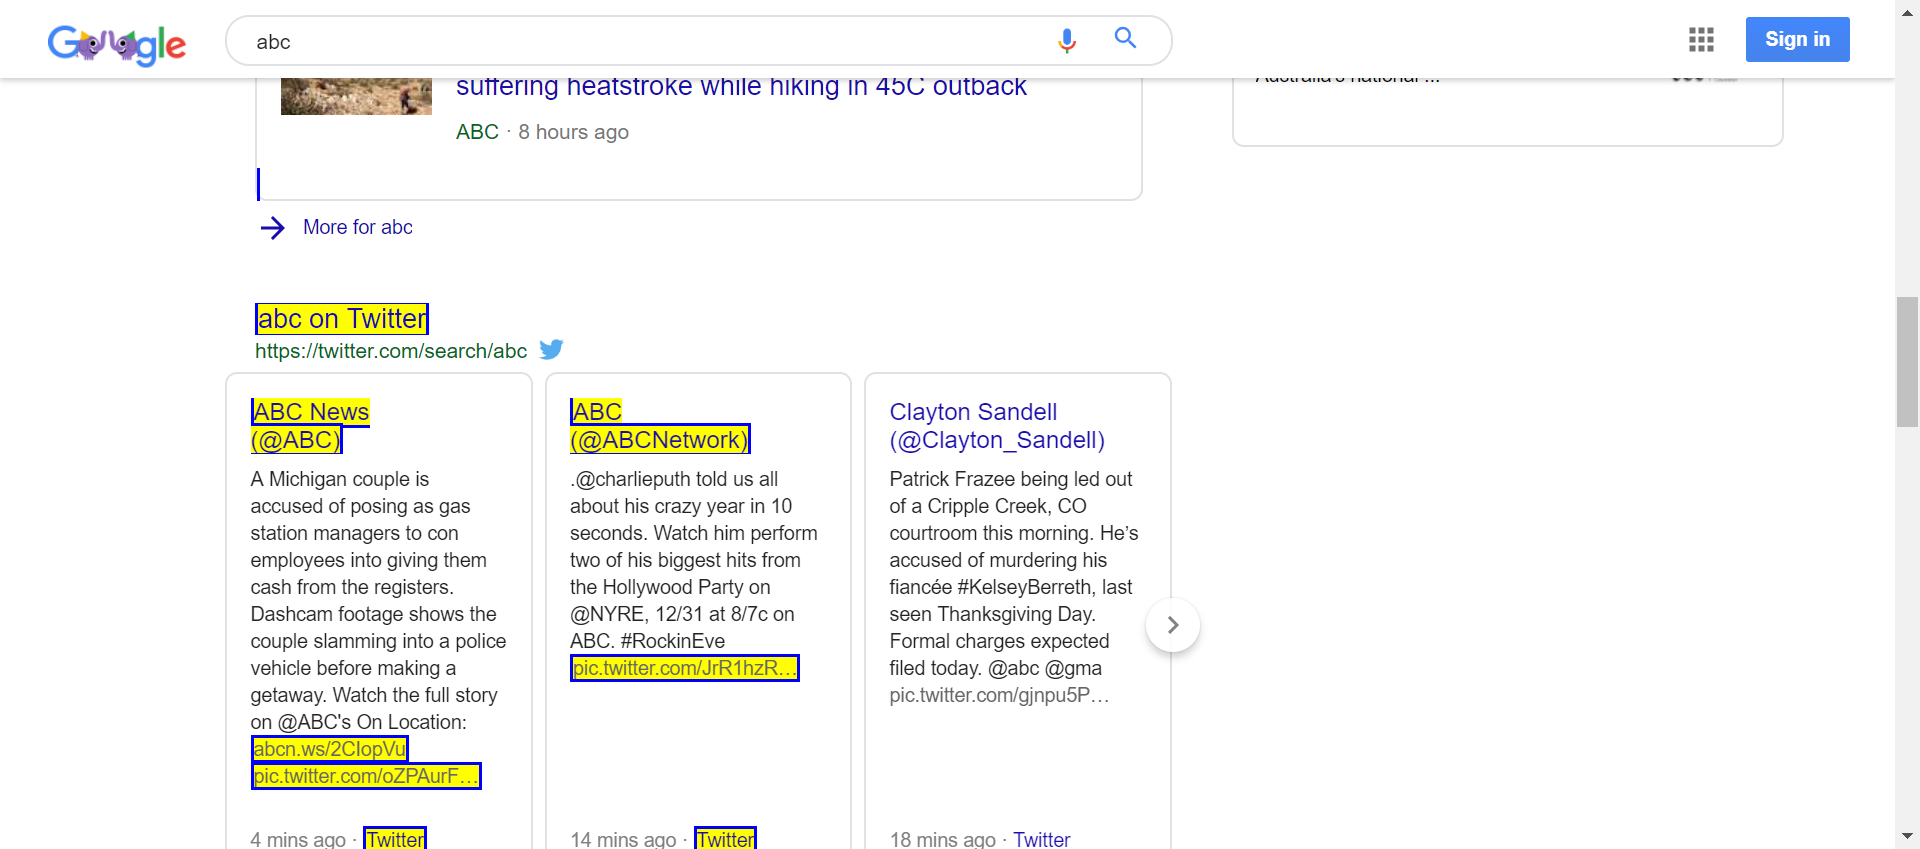 Google
abc
Sign in
suffering heatstroke while hiking in 45C outback
Australia's national ...
ABC · 8 hours ago
More for abc
abc on Twitter
https://twitter.com/search/abc
ABC News
(@ABC)
A Michigan couple is
accused of posing as gas
station managers to con
employees into giving them
cash from the registers.
Dashcam footage shows the
couple slamming into a police
vehicle before making a
getaway. Watch the full story
on @ABC's On Location:
abcn.ws/2CIopVu
pic.twitter.com/oZPAurF…
4 mins ago · Twitter
ABC
(@ABCNetwork)
.@charlieputh told us all
about his crazy year in 10
seconds. Watch him perform
two of his biggest hits from
the Hollywood Party on
@NYRE, 12/31 at 8/7c on
ABC. #RockinEve
pic.twitter.com/JrR1hzR…
14 mins ago · Twitter
Clayton Sandell
(@Clayton_Sandell)
Patrick Frazee being led out
of a Cripple Creek, CO
courtroom this morning. He’s
accused of murdering his
fiancée #KelseyBerreth, last
seen Thanksgiving Day.
Formal charges expected
filed today. @abc @gma
pic.twitter.com/gjnpu5P…
18 mins ago · Twitter